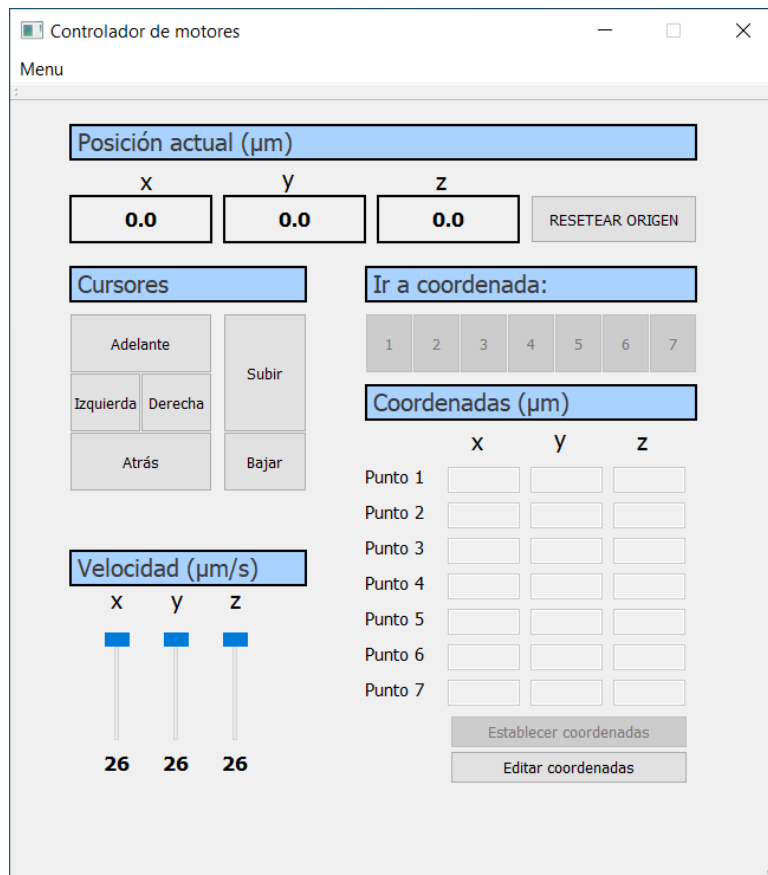 Controlador de motores
Menu
Posición actual (µm)
x y z
0.0 0.0 0.0 RESETEAR ORIGEN
Cursores
Adelante
Subir
Izquierda Derecha
Atrás Bajar
Velocidad (µm/s)
x y z
26 26 26
Ir a coordenada:
1 2 3 4 5 6 7
Coordenadas (µm)
x y z
Punto 1
Punto 2
Punto 3
Punto 4
Punto 5
Punto 6
Punto 7
Establecer coordenadas
Editar coordenadas